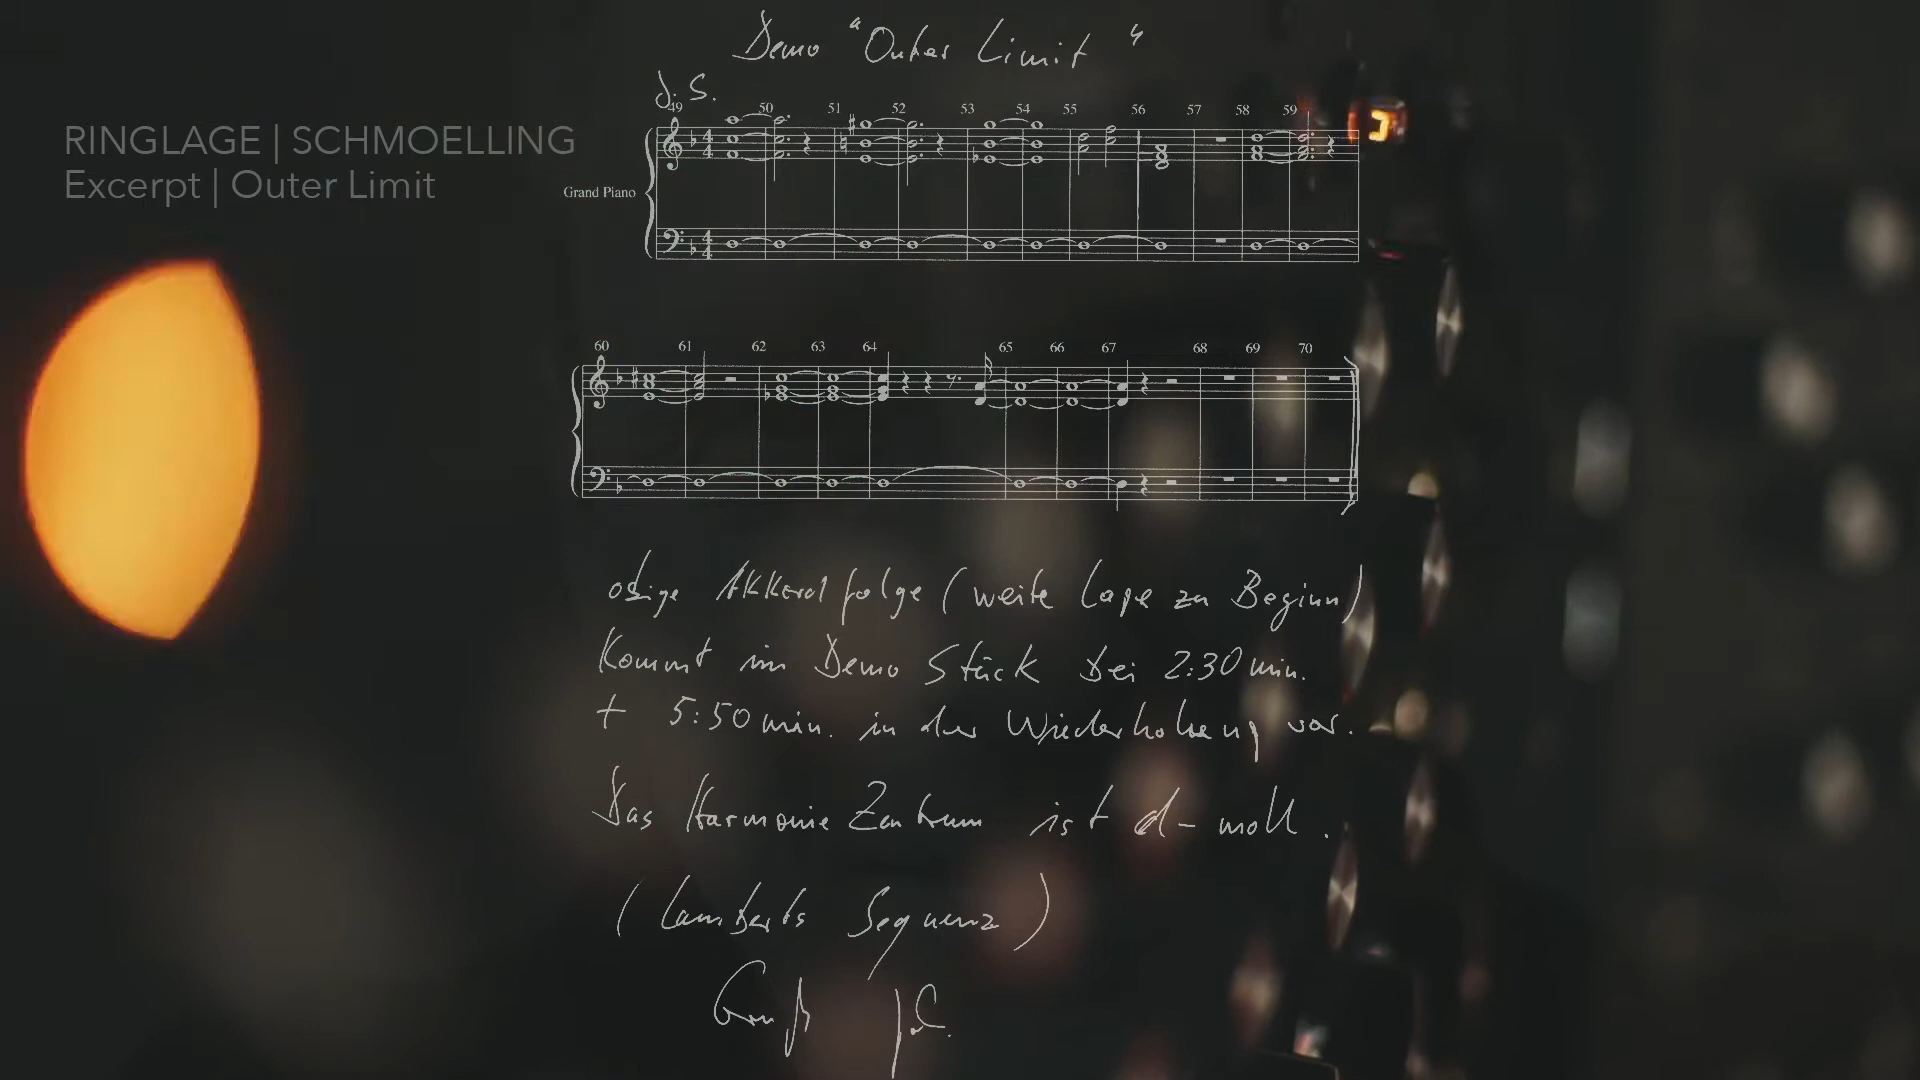 Demo "Outer Limit"
J. S.
RINGLAGE | SCHMOELLING
Excerpt | Outer Limit
49 50 51 52 53 54 55 56 57 58 59
Grand Piano
60 61 62 63 64 65 66 67 68 69 70
obige Akkordfolge (weite Lage zu Beginn)
Kommt im Demo Stück bei 2:30 min.
+ 5:50 min. in der Wiederholung vor.
Das Harmonie Zentrum ist d-moll.
(Lamberts Sequenz)
Gruß J.S.